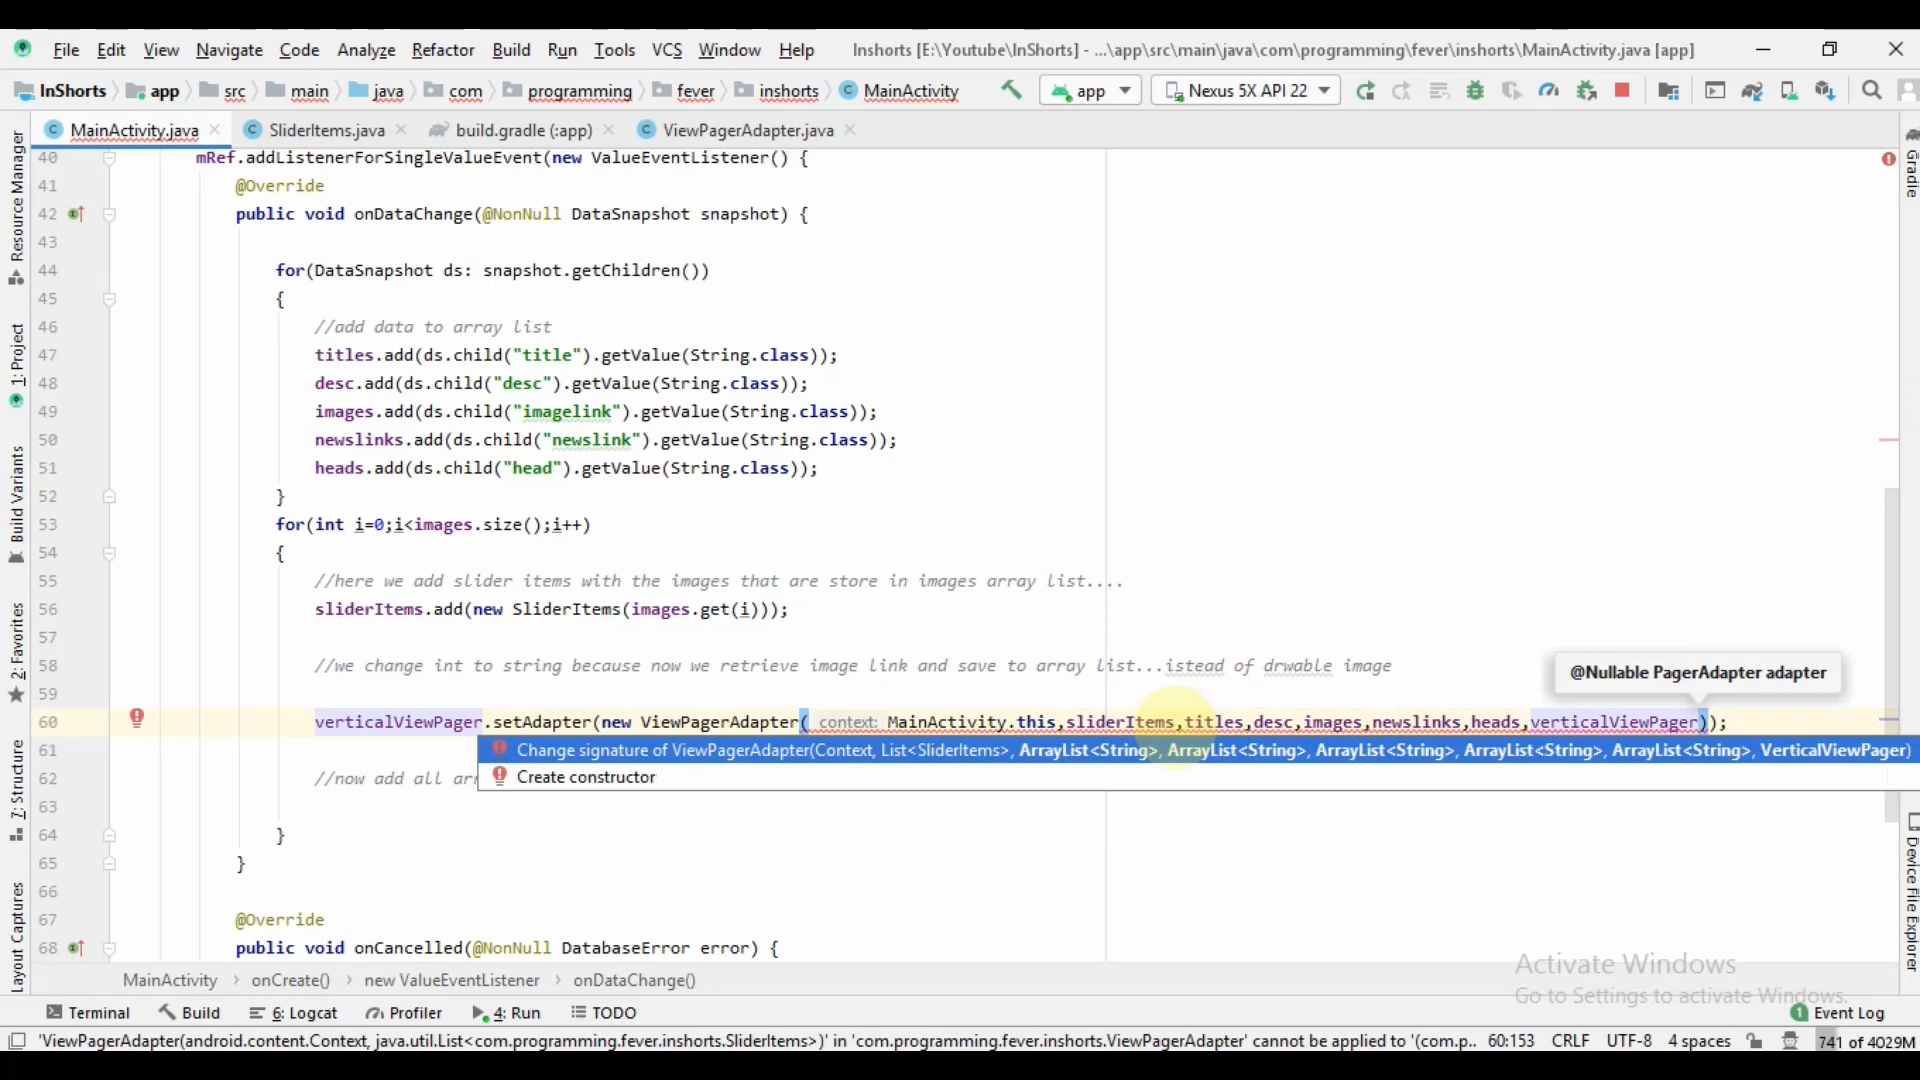 File Edit View Navigate Code Analyze Refactor Build Run Tools VCS Window Help Inshorts [E:\Youtube\InShorts] - ...\app\src\main\java\com\programming\fever\inshorts\MainActivity.java [app]
InShorts app src main java com programming fever inshorts MainActivity app Nexus 5X API 22
MainActivity.java SliderItems.java build.gradle (:app) ViewPagerAdapter.java
Resource Manager
1: Project
Build Variants
2: Favorites
7: Structure
Layout Captures
40 mRef.addListenerForSingleValueEvent(new ValueEventListener() {
41 @Override
42 public void onDataChange(@NonNull DataSnapshot snapshot) {
43
44 for(DataSnapshot ds: snapshot.getChildren())
45 {
46 //add data to array list
47 titles.add(ds.child("title").getValue(String.class));
48 desc.add(ds.child("desc").getValue(String.class));
49 images.add(ds.child("imagelink").getValue(String.class));
50 newslinks.add(ds.child("newslink").getValue(String.class));
51 heads.add(ds.child("head").getValue(String.class));
52 }
53 for(int i=0;i<images.size();i++)
54 {
55 //here we add slider items with the images that are store in images array list....
56 sliderItems.add(new SliderItems(images.get(i)));
57
58 //we change int to string because now we retrieve image link and save to array list...istead of drwable image
59
@Nullable PagerAdapter adapter
60 verticalViewPager.setAdapter(new ViewPagerAdapter( context: MainActivity.this,sliderItems,titles,desc,images,newslinks,heads,verticalViewPager));
61 Change signature of ViewPagerAdapter(Context, List<SliderItems>, ArrayList<String>, ArrayList<String>, ArrayList<String>, ArrayList<String>, ArrayList<String>, VerticalViewPager)
Create constructor
62 //now add all arr
63
64 }
65 }
66
67 @Override
68 public void onCancelled(@NonNull DatabaseError error) {
Gradle
Device File Explorer
Activate Windows
Go to Settings to activate Windows.
MainActivity onCreate() new ValueEventListener onDataChange()
Terminal Build 6: Logcat Profiler 4: Run TODO 1 Event Log
'ViewPagerAdapter(android.content.Context, java.util.List<com.programming.fever.inshorts.SliderItems>)' in 'com.programming.fever.inshorts.ViewPagerAdapter' cannot be applied to '(com.p.. 60:153 CRLF UTF-8 4 spaces 741 of 4029M